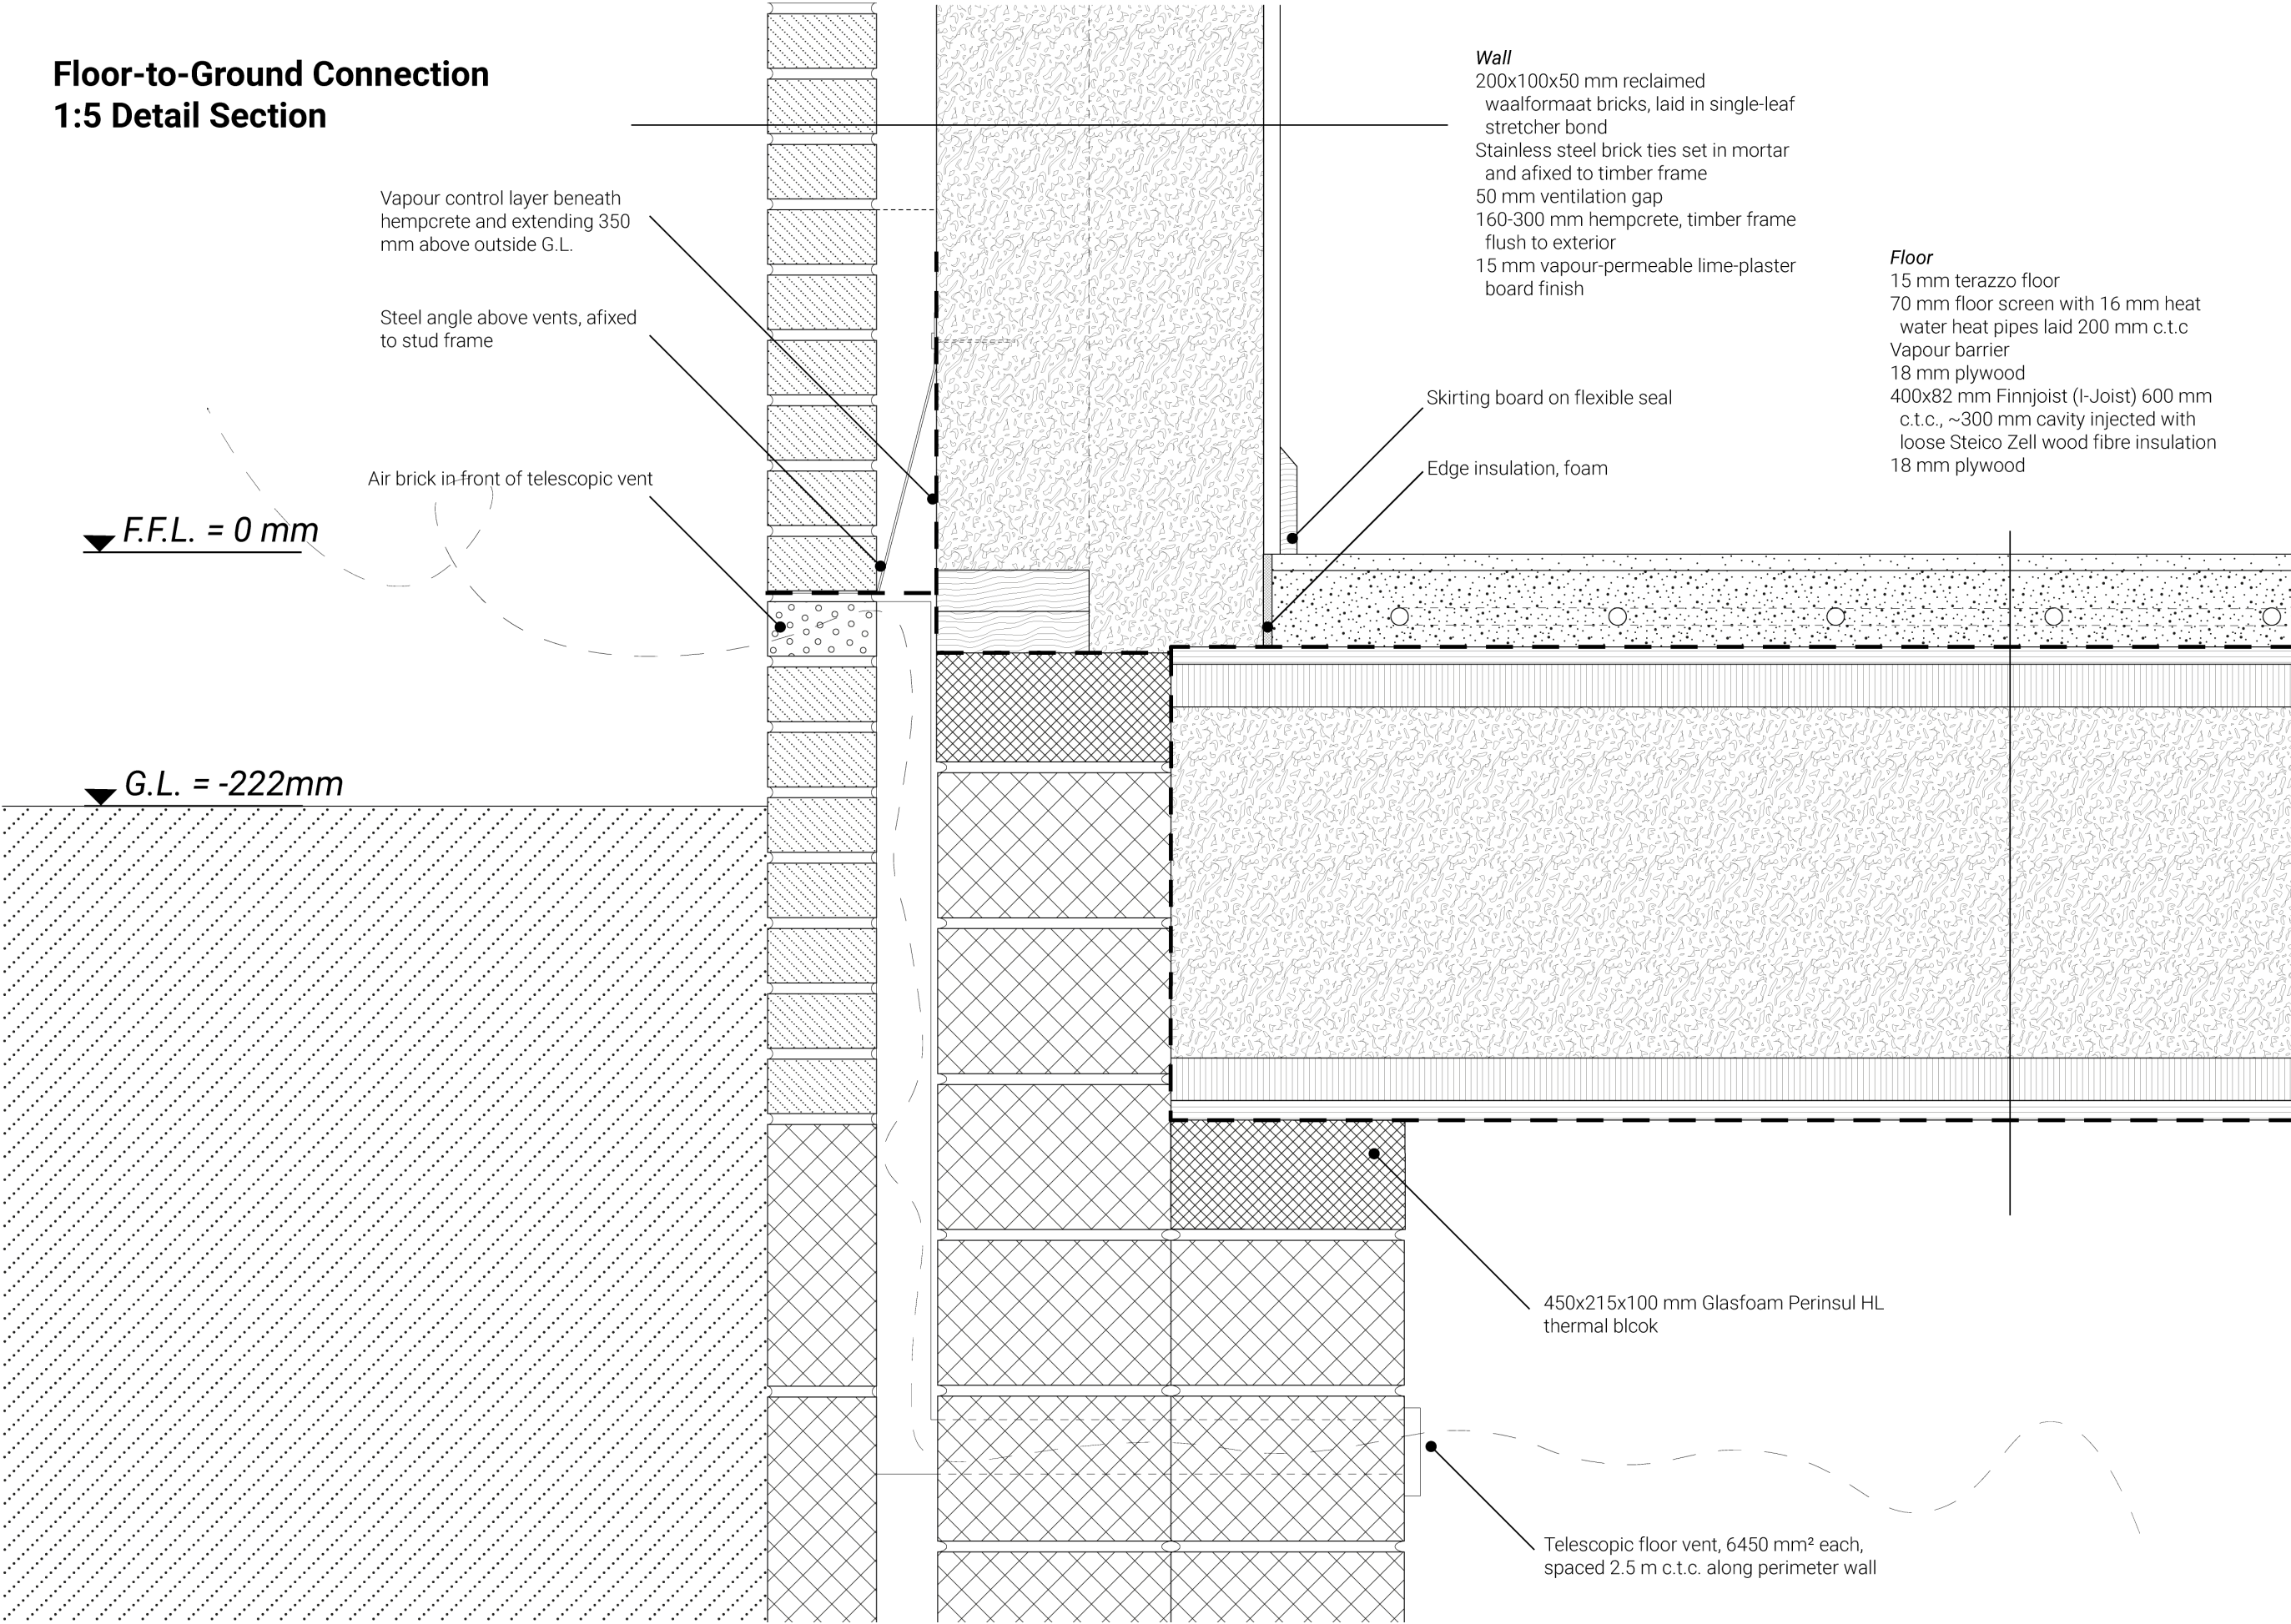 Floor-to-Ground Connection
1:5 Detail Section
Wall
200x100x50 mm reclaimed
waalformaat bricks, laid in single-leaf
stretcher bond
Stainless steel brick ties set in mortar
and afixed to timber frame
50 mm ventilation gap
160-300 mm hempcrete, timber frame
flush to exterior
15 mm vapour-permeable lime-plaster
board finish
Vapour control layer beneath
hempcrete and extending 350
mm above outside G.L.
Steel angle above vents, afixed
to stud frame
Air brick in front of telescopic vent
Floor
15 mm terazzo floor
70 mm floor screen with 16 mm heat
water heat pipes laid 200 mm c.t.c
Vapour barrier
18 mm plywood
400x82 mm Finnjoist (I-Joist) 600 mm
c.t.c., ~300 mm cavity injected with
loose Steico Zell wood fibre insulation
18 mm plywood
Skirting board on flexible seal
Edge insulation, foam
F.F.L. = 0 mm
G.L. = -222mm
450x215x100 mm Glasfoam Perinsul HL
thermal blcok
Telescopic floor vent, 6450 mm² each,
spaced 2.5 m c.t.c. along perimeter wall